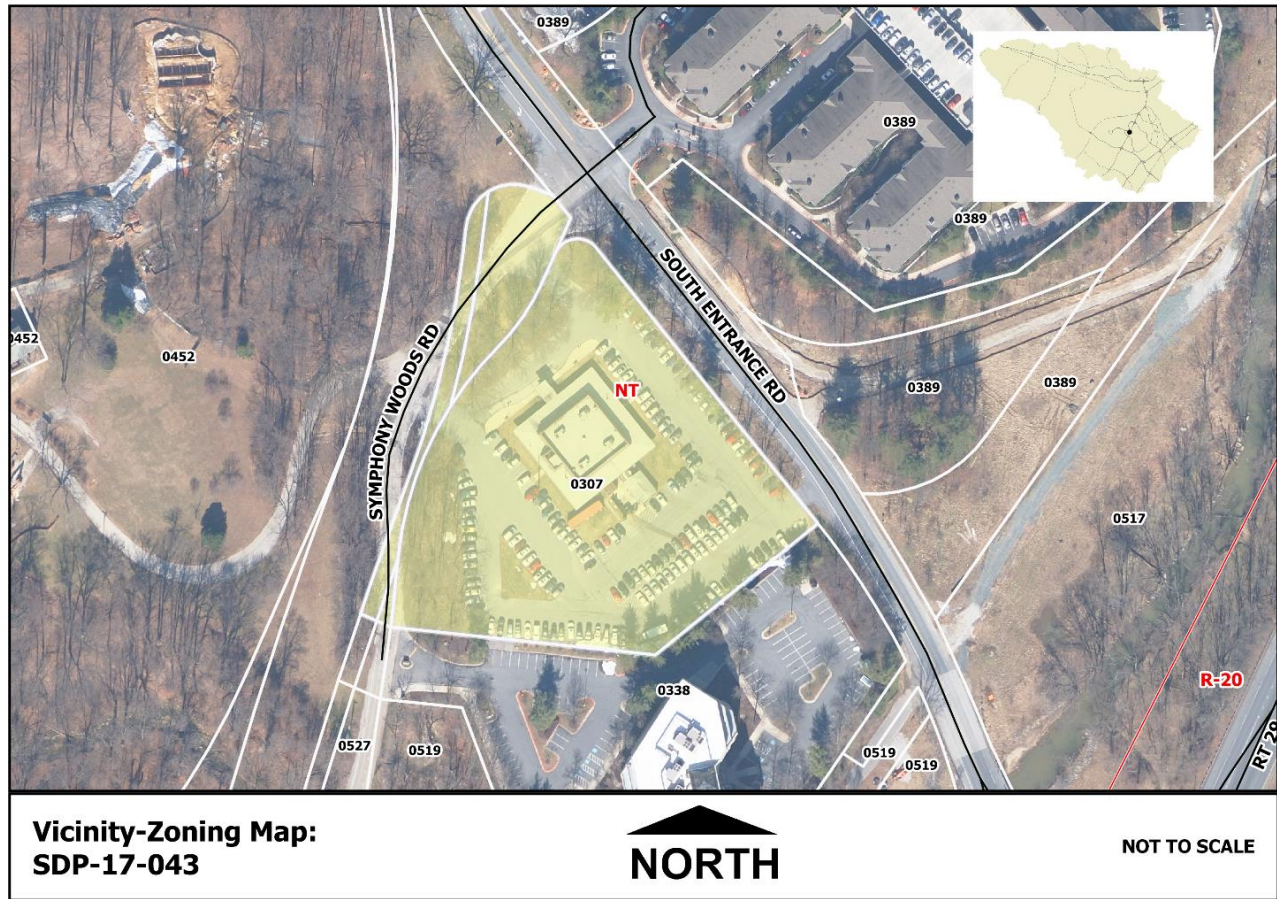 0389
0389
0389
SOUTH ENTRANCE RD
0452
0452
SYMPHONY WOODS RD
NT
0307
0389
0389
0517
R-20
RT 29
0338
0527
0519
0519
0519
Vicinity-Zoning Map:
SDP-17-043
NORTH
NOT TO SCALE